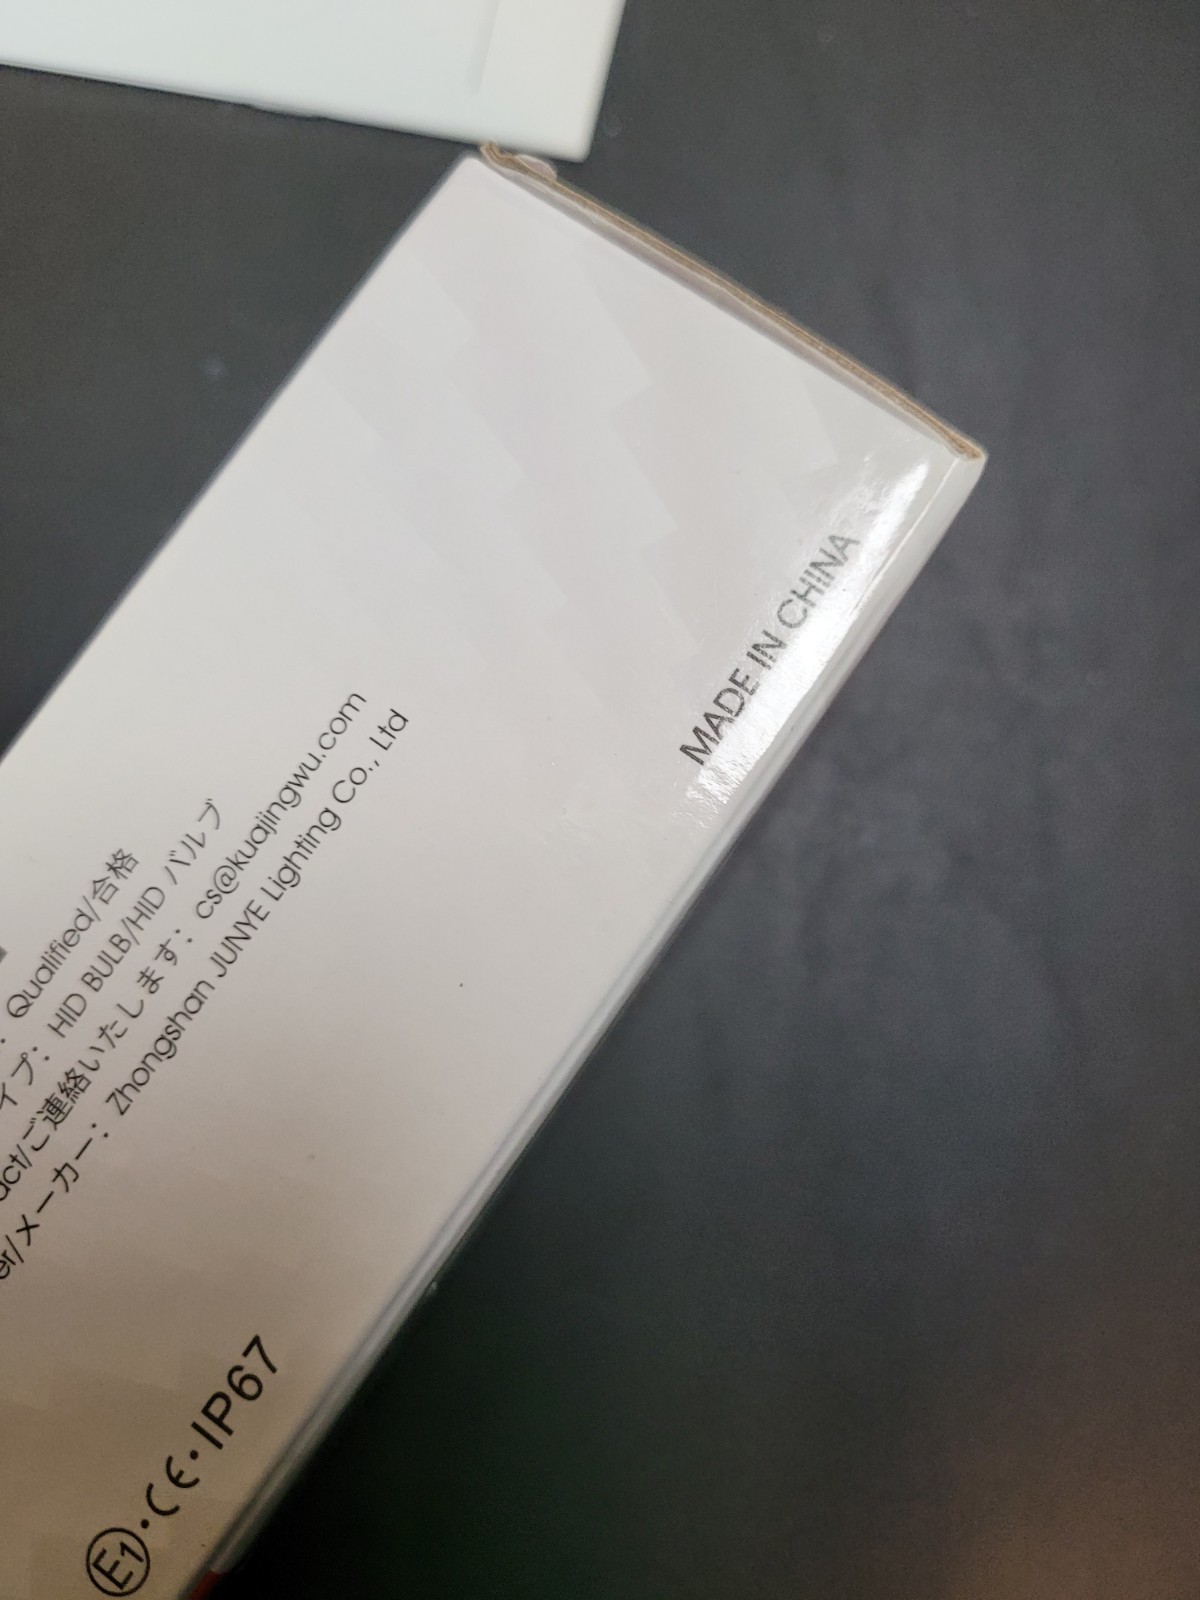 : Qualified/合格
イプ: HID BULB/HID バルブ
act/ご連絡いたします: cs@kuajingwu.com
er/メーカー: Zhongshan JUNYE Lighting Co., Ltd
MADE IN CHINA
E1·CE·IP67